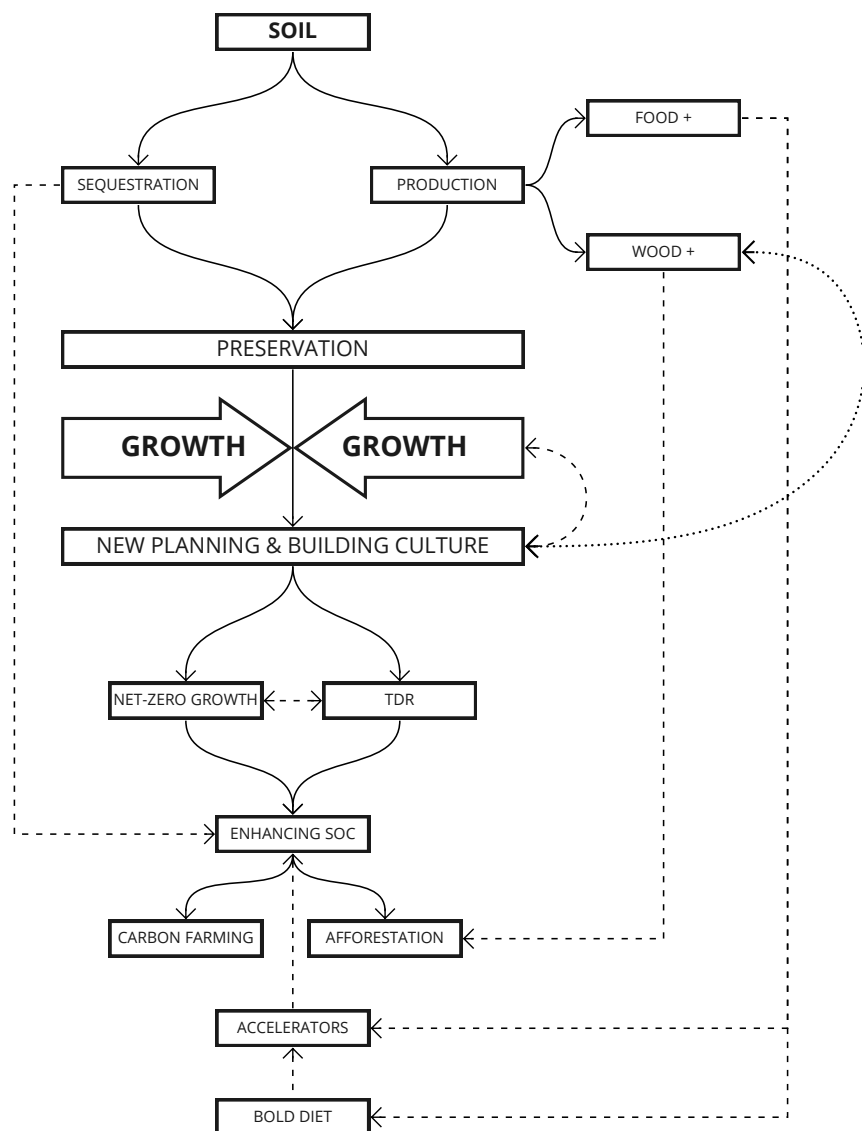 SOIL
FOOD +
SEQUESTRATION
PRODUCTION
WOOD +
PRESERVATION
GROWTH
GROWTH
NEW PLANNING & BUILDING CULTURE
NET-ZERO GROWTH
TDR
ENHANCING SOC
CARBON FARMING
AFFORESTATION
ACCELERATORS
BOLD DIET